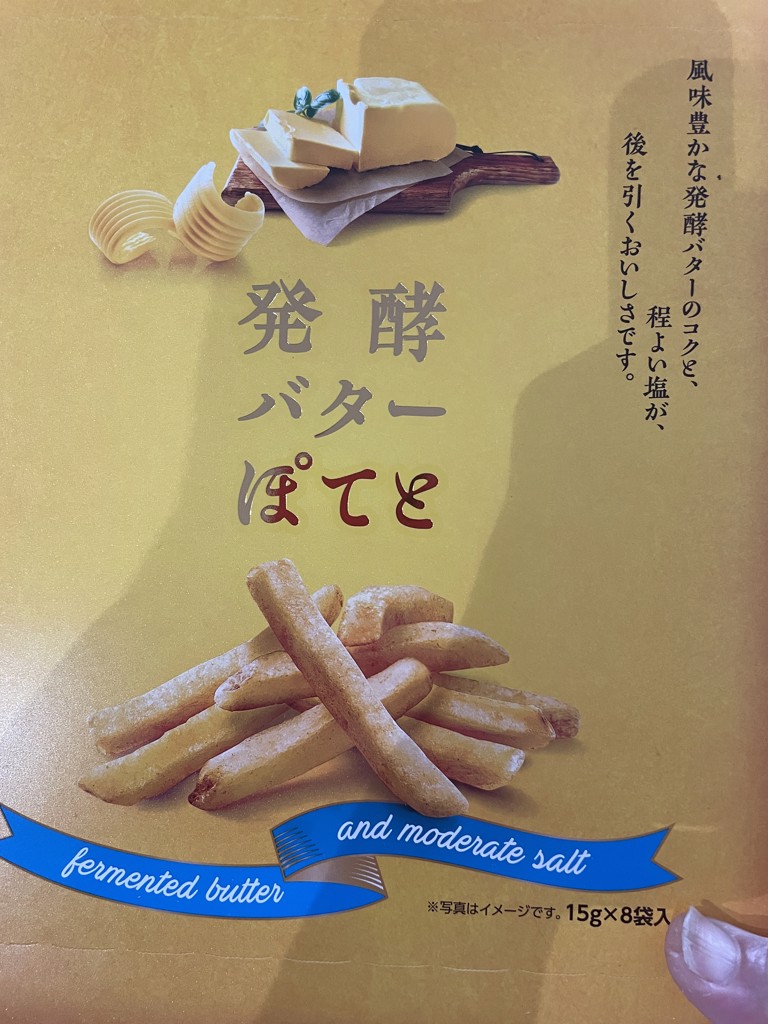 風味豊かな発酵バターのコクと、
程よい塩が、
後を引くおいしさです。
発酵
バター
ぽてと
fermented butter
and moderate salt
※写真はイメージです。15g×8袋入